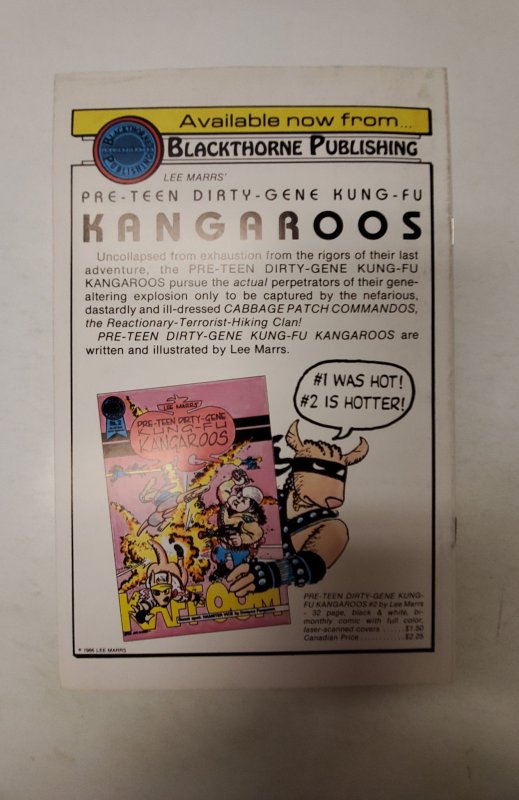 Available now from...
BLACKTHORNE
PUBLISHING
BLACKTHORNE PUBLISHING
LEE MARRS'
PRE-TEEN DIRTY-GENE KUNG-FU
KANGAROOS
Uncollapsed from exhaustion from the rigors of their last
adventure, the PRE-TEEN DIRTY-GENE KUNG-FU
KANGAROOS pursue the actual perpetrators of their gene-
altering explosion only to be captured by the nefarious,
dastardly and ill-dressed CABBAGE PATCH COMMANDOS,
the Reactionary-Terrorist-Hiking Clan!
PRE-TEEN DIRTY-GENE KUNG-FU KANGAROOS are
written and illustrated by Lee Marrs.
#1 WAS HOT!
#2 IS HOTTER!
LEE MARRS'
No. 2
PRE-TEEN DIRTY-GENE
KUNG-FU
KANGAROOS
PRE-TEEN DIRTY-GENE KUNG-
FU KANGAROOS #2 by Lee Marrs
- 32 page, black & white, bi-
monthly comic with full color,
laser-scanned covers ......$1.50
Canadian Price ............$2.25
© 1986 LEE MARRS